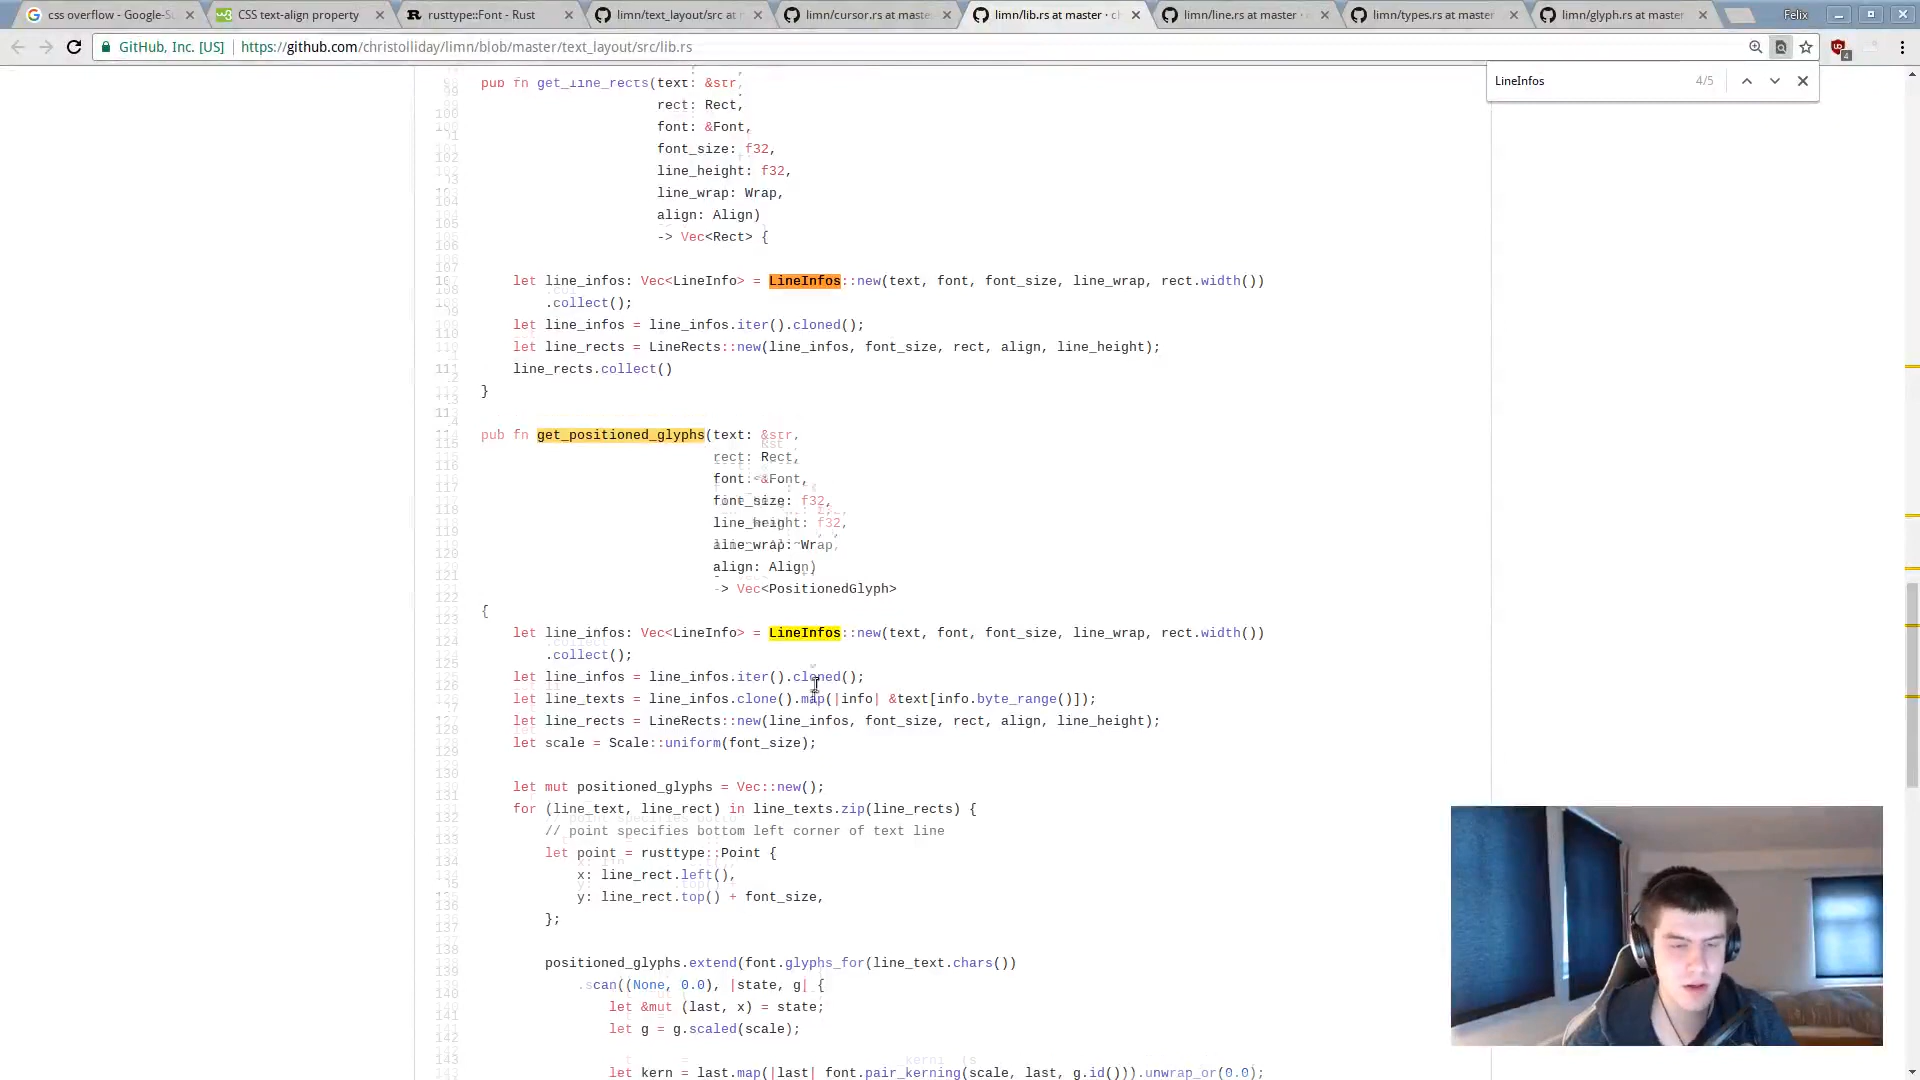 css overflow - Google-Su
CSS text-align property
rusttype::Font - Rust
limn/text_layout/src at
limn/cursor.rs at maste
limn/lib.rs at master · c
limn/line.rs at master ·
limn/types.rs at master
limn/glyph.rs at maste
Felix
GitHub, Inc. [US]
https://github.com/christolliday/limn/blob/master/text_layout/src/lib.rs
LineInfos
4/5
pub fn get_line_rects(text: &str,
rect: Rect,
font: &Font,
font_size: f32,
line_height: f32,
line_wrap: Wrap,
align: Align)
-> Vec<Rect> {
let line_infos: Vec<LineInfo> = LineInfos::new(text, font, font_size, line_wrap, rect.width())
.collect();
let line_infos = line_infos.iter().cloned();
let line_rects = LineRects::new(line_infos, font_size, rect, align, line_height);
line_rects.collect()
}
pub fn get_positioned_glyphs(text: &str,
rect: Rect,
font: &Font,
font_size: f32,
line_height: f32,
line_wrap: Wrap,
align: Align)
-> Vec<PositionedGlyph>
{
let line_infos: Vec<LineInfo> = LineInfos::new(text, font, font_size, line_wrap, rect.width())
.collect();
let line_infos = line_infos.iter().cloned();
let line_texts = line_infos.clone().map(|info| &text[info.byte_range()]);
let line_rects = LineRects::new(line_infos, font_size, rect, align, line_height);
let scale = Scale::uniform(font_size);
let mut positioned_glyphs = Vec::new();
for (line_text, line_rect) in line_texts.zip(line_rects) {
// point specifies bottom left corner of text line
let point = rusttype::Point {
x: line_rect.left(),
y: line_rect.top() + font_size,
};
positioned_glyphs.extend(font.glyphs_for(line_text.chars())
.scan((None, 0.0), |state, g| {
let &mut (last, x) = state;
let g = g.scaled(scale);
let kern = last.map(|last| font.pair_kerning(scale, last, g.id())).unwrap_or(0.0);